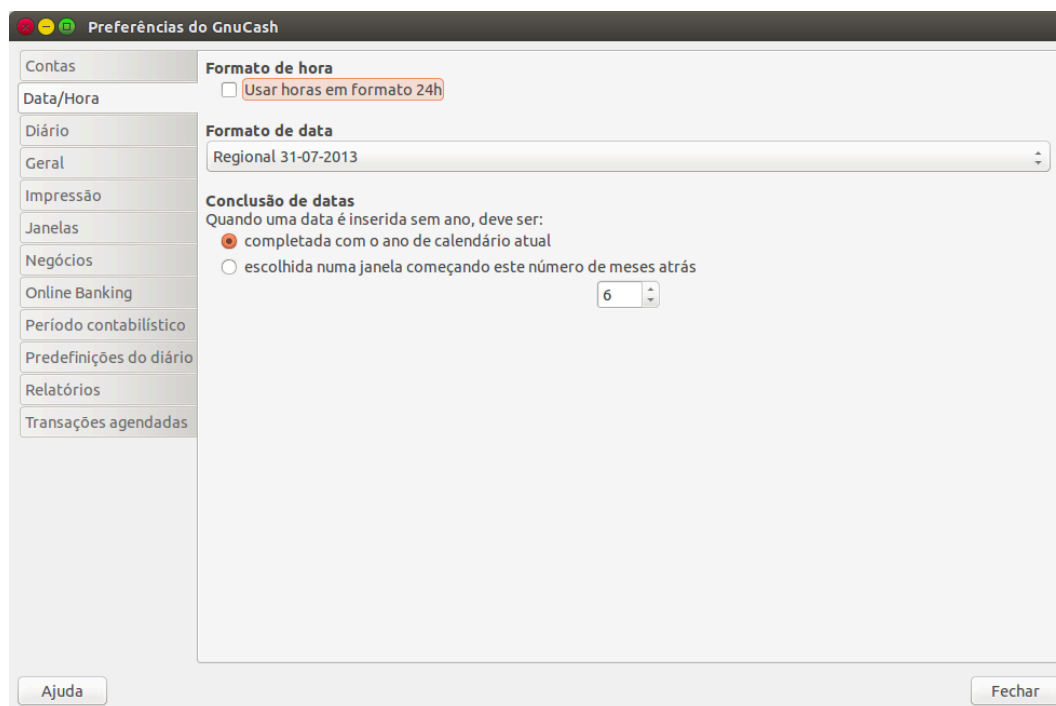 Preferências do GnuCash
Contas
Data/Hora
Diário
Geral
Impressão
Janelas
Negócios
Online Banking
Período contabilístico
Predefinições do diário
Relatórios
Transações agendadas
Formato de hora
Usar horas em formato 24h
Formato de data
Regional 31-07-2013
Conclusão de datas
Quando uma data é inserida sem ano, deve ser:
completada com o ano de calendário atual
escolhida numa janela começando este número de meses atrás
6
Ajuda
Fechar